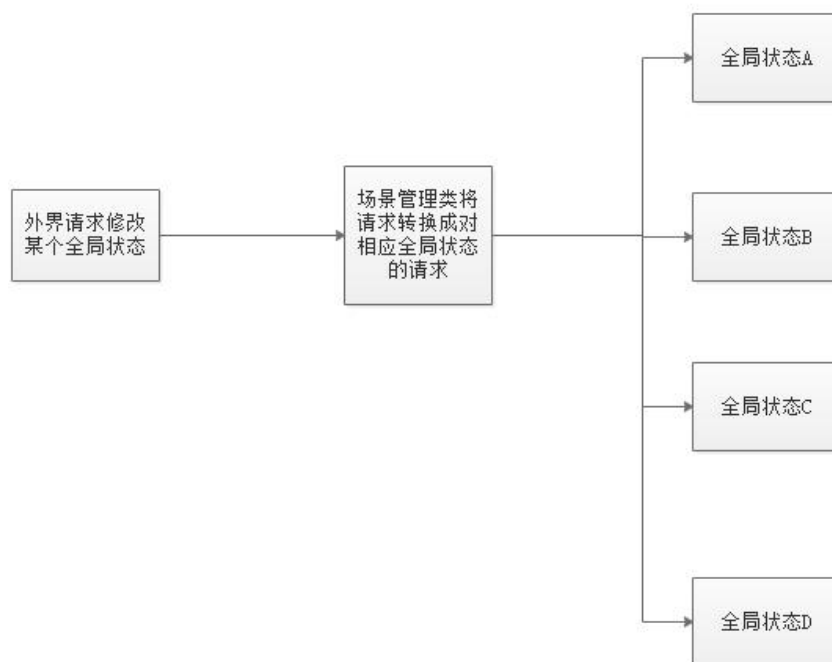 外界请求修改
某个全局状态
场景管理类将
请求转换成对
相应全局状态
的请求
全局状态A
全局状态B
全局状态C
全局状态D